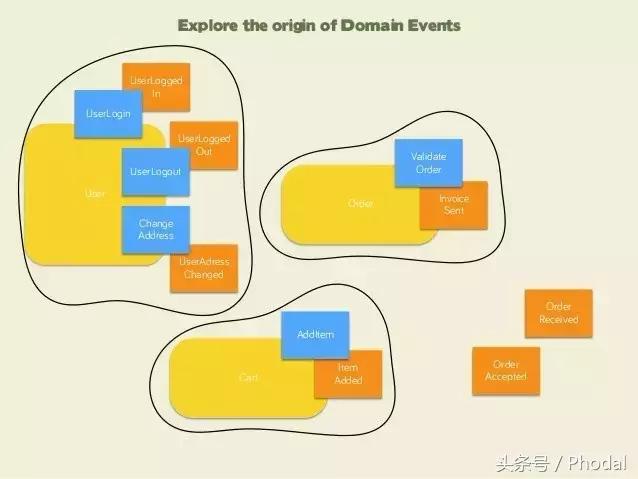 Explore the origin of Domain Events
UserLogged
In
UserLogin
UserLogged
Out
UserLogout
User
Change
Address
UserAdress
Changed
Validate
Order
Order
Invoice
Sent
AddItem
Cart
Item
Added
Order
Received
Order
Accepted
头条号 / Phodal